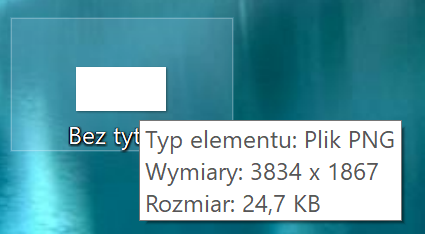 Bez tyt
Typ elementu: Plik PNG
Wymiary: 3834 x 1867
Rozmiar: 24,7 KB